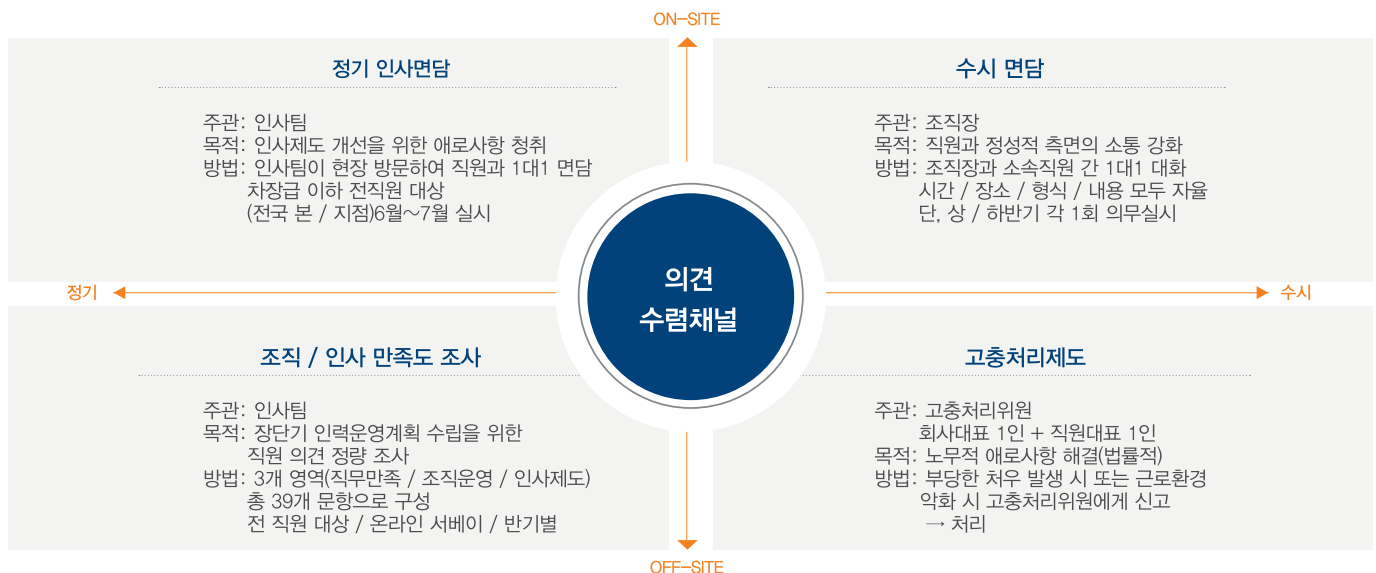 ON-SITE
정기 인사면담
주관: 인사팀
목적: 인사제도 개선을 위한 애로사항 청취
방법: 인사팀이 현장 방문하여 직원과 1대1 면담
차장급 이하 전직원 대상
(전국 본 / 지점)6월~7월 실시
수시 면담
주관: 조직장
목적: 직원과 정성적 측면의 소통 강화
방법: 조직장과 소속직원 간 1대1 대화
시간 / 장소 / 형식 / 내용 모두 자율
단, 상 / 하반기 각 1회 의무실시
정기
의견
수렴채널
수시
조직 / 인사 만족도 조사
주관: 인사팀
목적: 장단기 인력운영계획 수립을 위한
직원 의견 정량 조사
방법: 3개 영역(직무만족 / 조직운영 / 인사제도)
총 39개 문항으로 구성
전 직원 대상 / 온라인 서베이 / 반기별
고충처리제도
주관: 고충처리위원
회사대표 1인 + 직원대표 1인
목적: 노무적 애로사항 해결(법률적)
방법: 부당한 처우 발생 시 또는 근로환경
악화 시 고충처리위원에게 신고
→ 처리
OFF-SITE